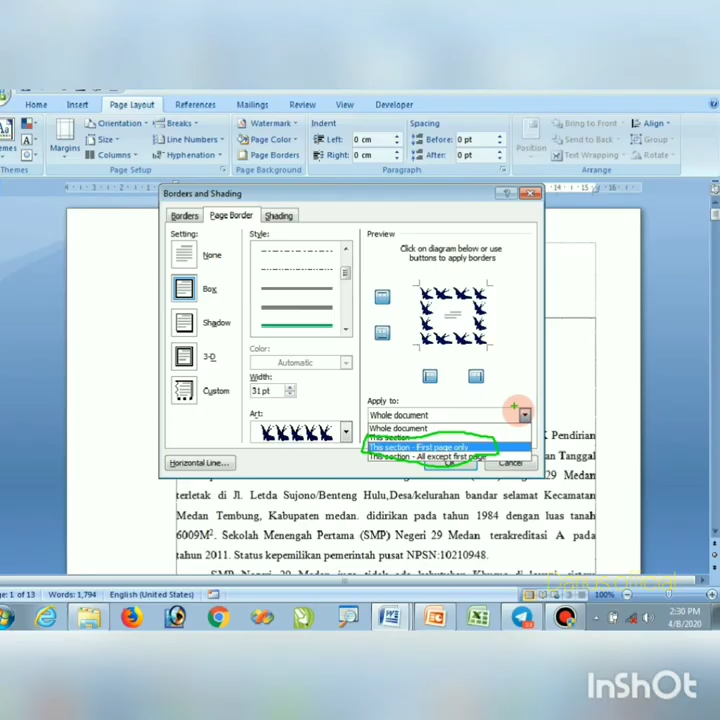 Home Insert Page Layout References Mailings Review View Developer
Orientation Breaks Watermark Indent Spacing Bring to Front Align
Margins Size Line Numbers Page Color Left: 0 cm Before: 0 pt Position Send to Back Group
Columns Hyphenation Page Borders Right: 0 cm After: 0 pt Text Wrapping Rotate
Themes Page Setup Page Background Paragraph Arrange
Borders and Shading
Borders Page Border Shading
Setting: Style: Preview
None
Box
Shadow
3-D
Custom
Color:
Automatic
Width:
31 pt
Art:
Click on diagram below or use
buttons to apply borders
Apply to:
Whole document
Whole document
This section
This section - First page only
This section - All except first page
Horizontal Line... OK Cancel
K Pendirian
Tanggal
29 Medan
terletak di Jl. Letda Sujono/Benteng Hulu,Desa/kelurahan bandar selamat Kecamatan
Medan Tembung, Kabupaten medan. didirikan pada tahun 1984 dengan luas tanah
6009M². Sekolah Menengah Pertama (SMP) Negeri 29 Medan terakreditasi A pada
tahun 2011. Status kepemilikan pemerintah pusat NPSN:10210948.
Page: 1 of 13 Words: 1,794 English (United States) 100%
2:30 PM
4/8/2020
InShOt